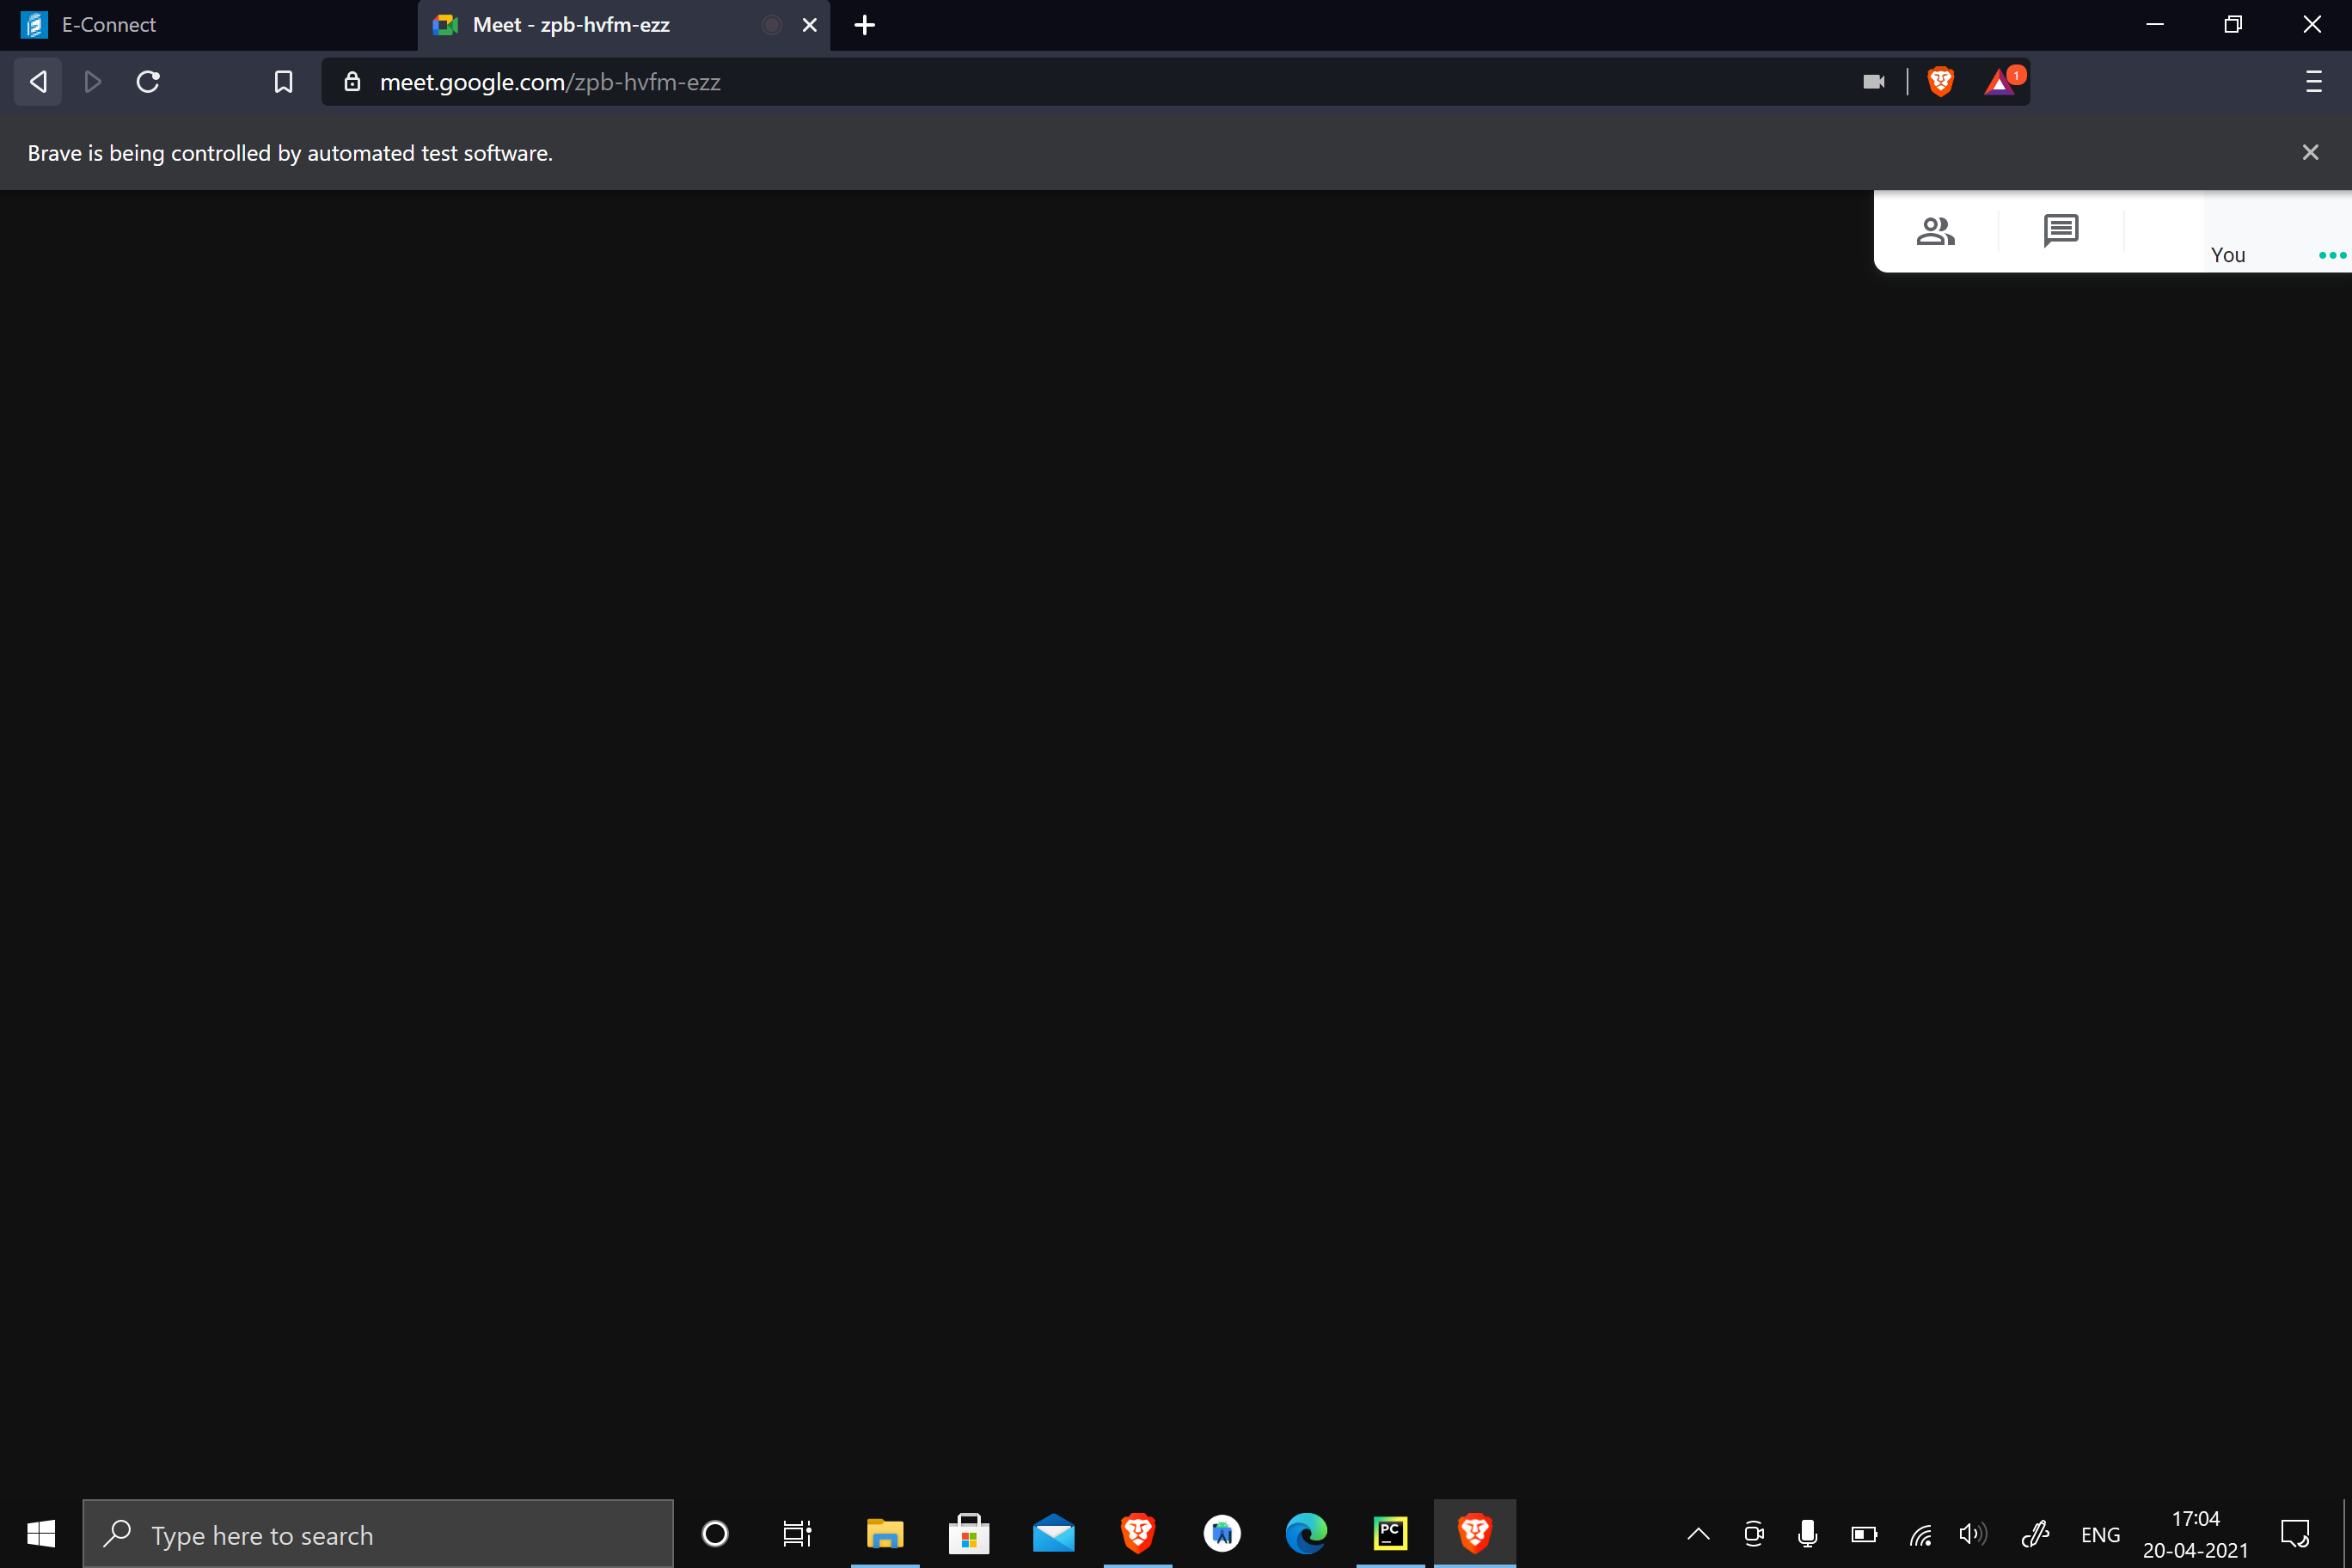 E-Connect
Meet - zpb-hvfm-ezz
meet.google.com/zpb-hvfm-ezz
1
Brave is being controlled by automated test software.
You
Type here to search
PC
ENG
17:04
20-04-2021